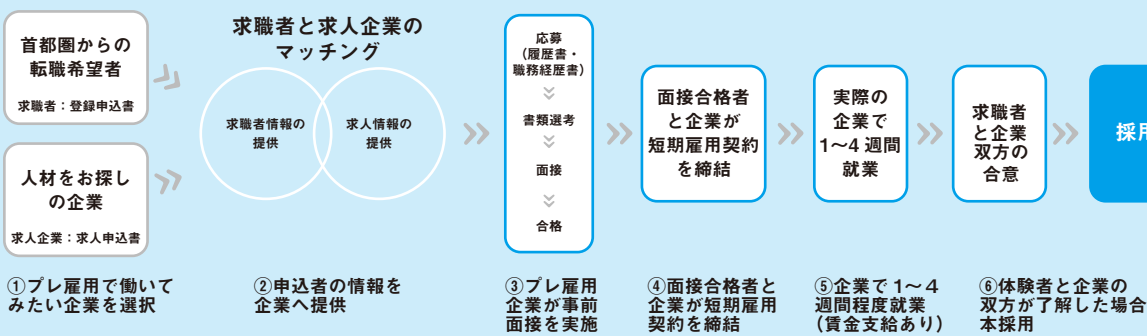 首都圏からの
転職希望者
求職者：登録申込書
人材をお探し
の企業
求人企業：求人申込書
求職者と求人企業の
マッチング
求職者情報の
提供
求人情報の
提供
応募
（履歴書・
職務経歴書）
書類選考
面接
合格
面接合格者
と企業が
短期雇用契約
を締結
実際の
企業で
1〜4 週間
就業
求職者
と企業
双方の
合意
採用
①プレ雇用で働いて
みたい企業を選択
②申込者の情報を
企業へ提供
③プレ雇用
企業が事前
面接を実施
④面接合格者と
企業が短期雇用
契約を締結
⑤企業で 1〜４
週間程度就業
（賃金支給あり）
⑥体験者と企業の
双方が了解した場合
本採用